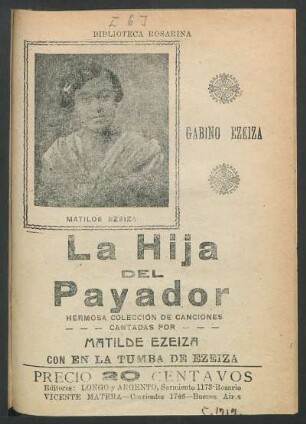 Z 67
BIBLIOTECA ROSARINA
GABINO EZEIZA
MATILDE EZEIZA
La Hija
DEL
Payador
HERMOSA COLECCIÓN DE CANCIONES
— — — CANTADAS POR — — —
MATILDE EZEIZA
CON EN LA TUMBA DE EZEIZA
PRECIO 20 CENTAVOS
Editores: LONGO y ARGENTO, Sarmiento 1173-Rosario
VICENTE MATERA—Corrientes 1746—Buenos Aires